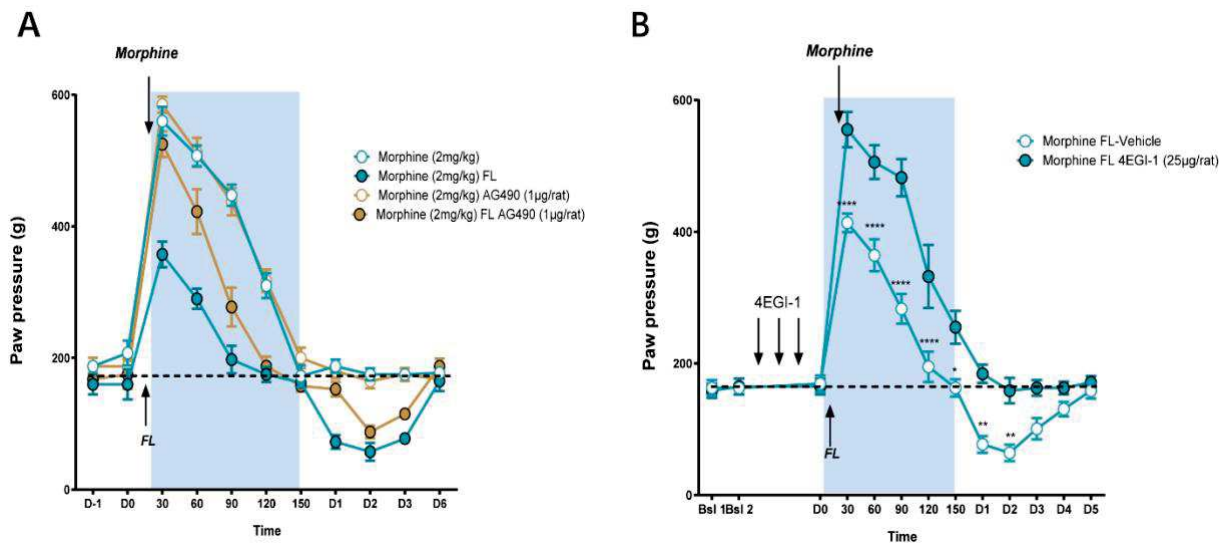 A
Morphine
600
400
200
0
Paw pressure (g)
FL
D-1 D0 30 60 90 120 150 D1 D2 D3 D6
Time
Morphine (2mg/kg)
Morphine (2mg/kg) FL
Morphine (2mg/kg) AG490 (1µg/rat)
Morphine (2mg/kg) FL AG490 (1µg/rat)
B
Morphine
600
400
200
0
Paw pressure (g)
4EGI-1
FL
****
****
****
****
*
**
**
Bsl 1 Bsl 2 D0 30 60 90 120 150 D1 D2 D3 D4 D5
Time
Morphine FL-Vehicle
Morphine FL 4EGI-1 (25µg/rat)